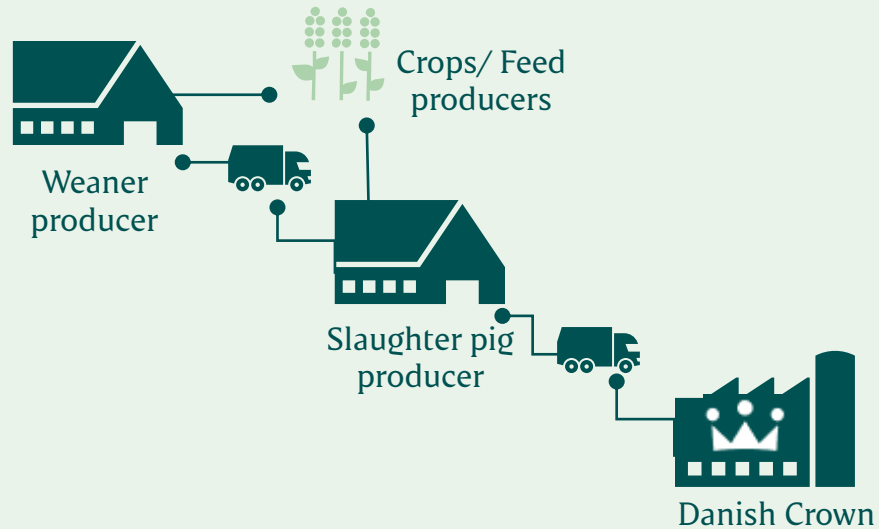 Crops/ Feed
producers
Weaner
producer
Slaughter pig
producer
Danish Crown